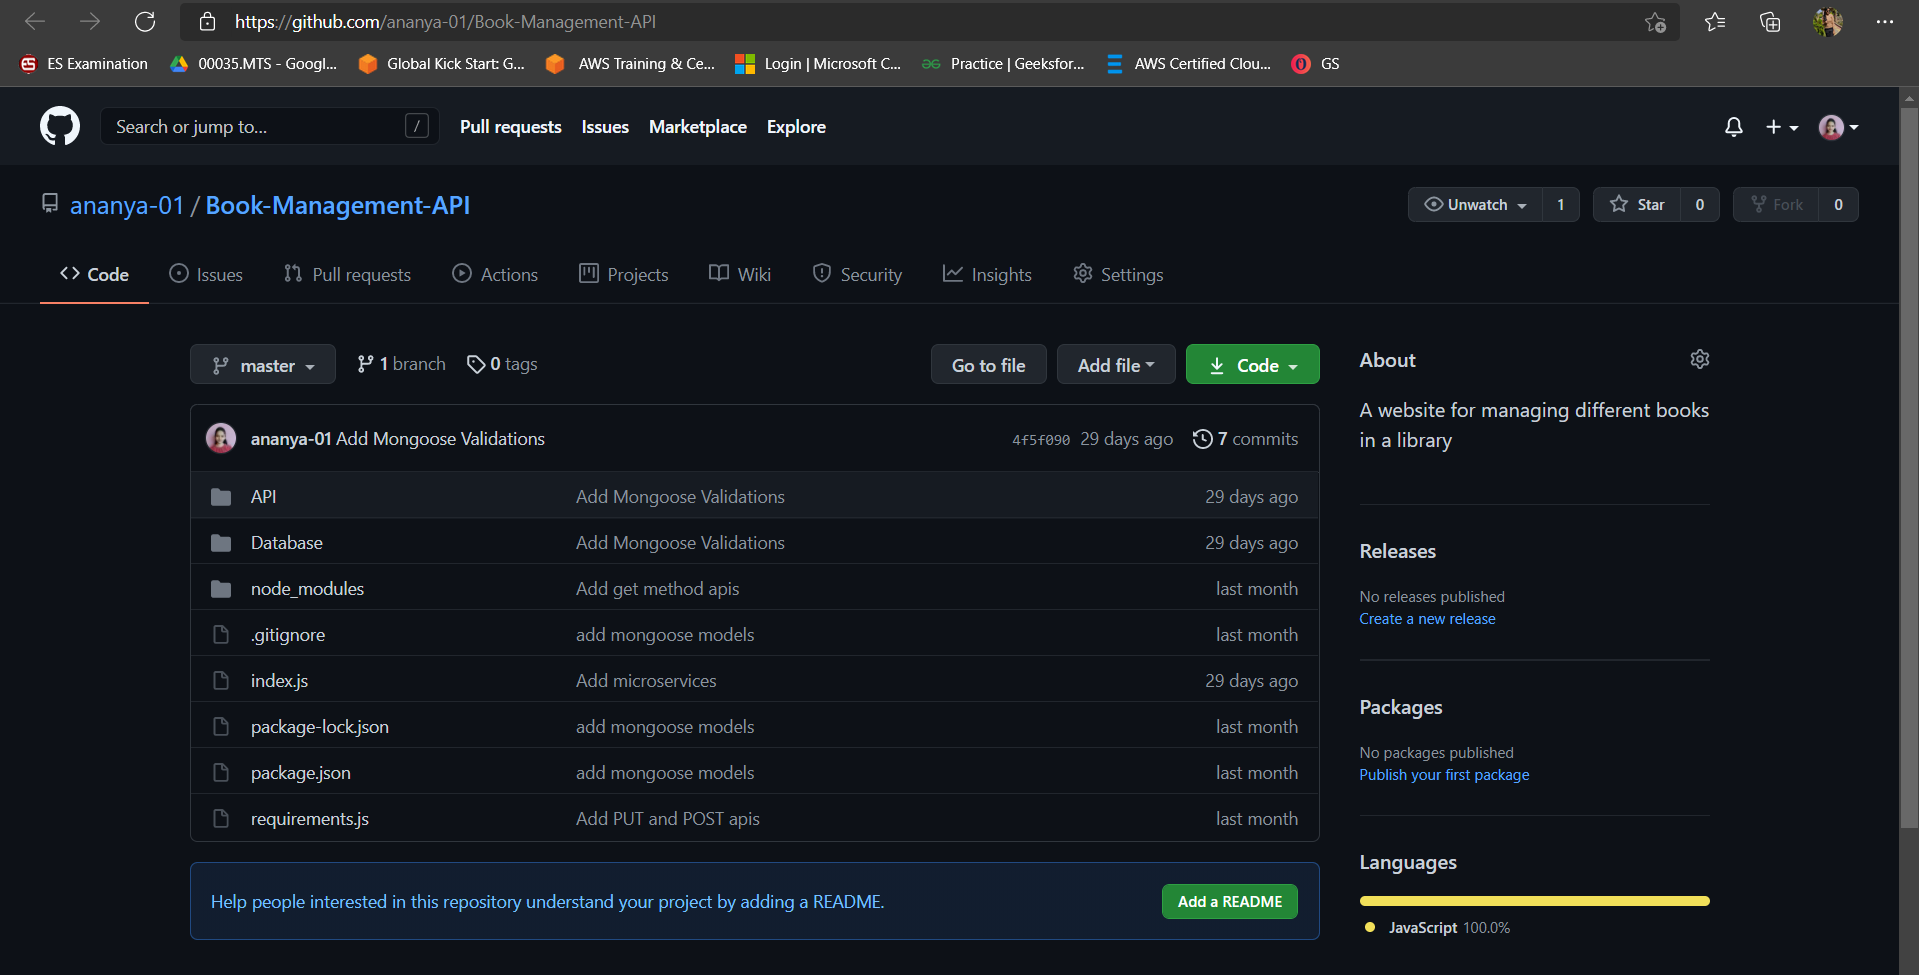 https://github.com/ananya-01/Book-Management-API
ES Examination 00035.MTS - Googl... Global Kick Start: G... AWS Training & Ce... Login | Microsoft C... Practice | Geeksfor... AWS Certified Clou... GS
Search or jump to... / Pull requests Issues Marketplace Explore
ananya-01 / Book-Management-API Unwatch 1 Star 0 Fork 0
Code Issues Pull requests Actions Projects Wiki Security Insights Settings
master 1 branch 0 tags Go to file Add file Code
ananya-01 Add Mongoose Validations 4f5f090 29 days ago 7 commits
API Add Mongoose Validations 29 days ago
Database Add Mongoose Validations 29 days ago
node_modules Add get method apis last month
.gitignore add mongoose models last month
index.js Add microservices 29 days ago
package-lock.json add mongoose models last month
package.json add mongoose models last month
requirements.js Add PUT and POST apis last month
Help people interested in this repository understand your project by adding a README. Add a README
About
A website for managing different books
in a library
Releases
No releases published
Create a new release
Packages
No packages published
Publish your first package
Languages
JavaScript 100.0%